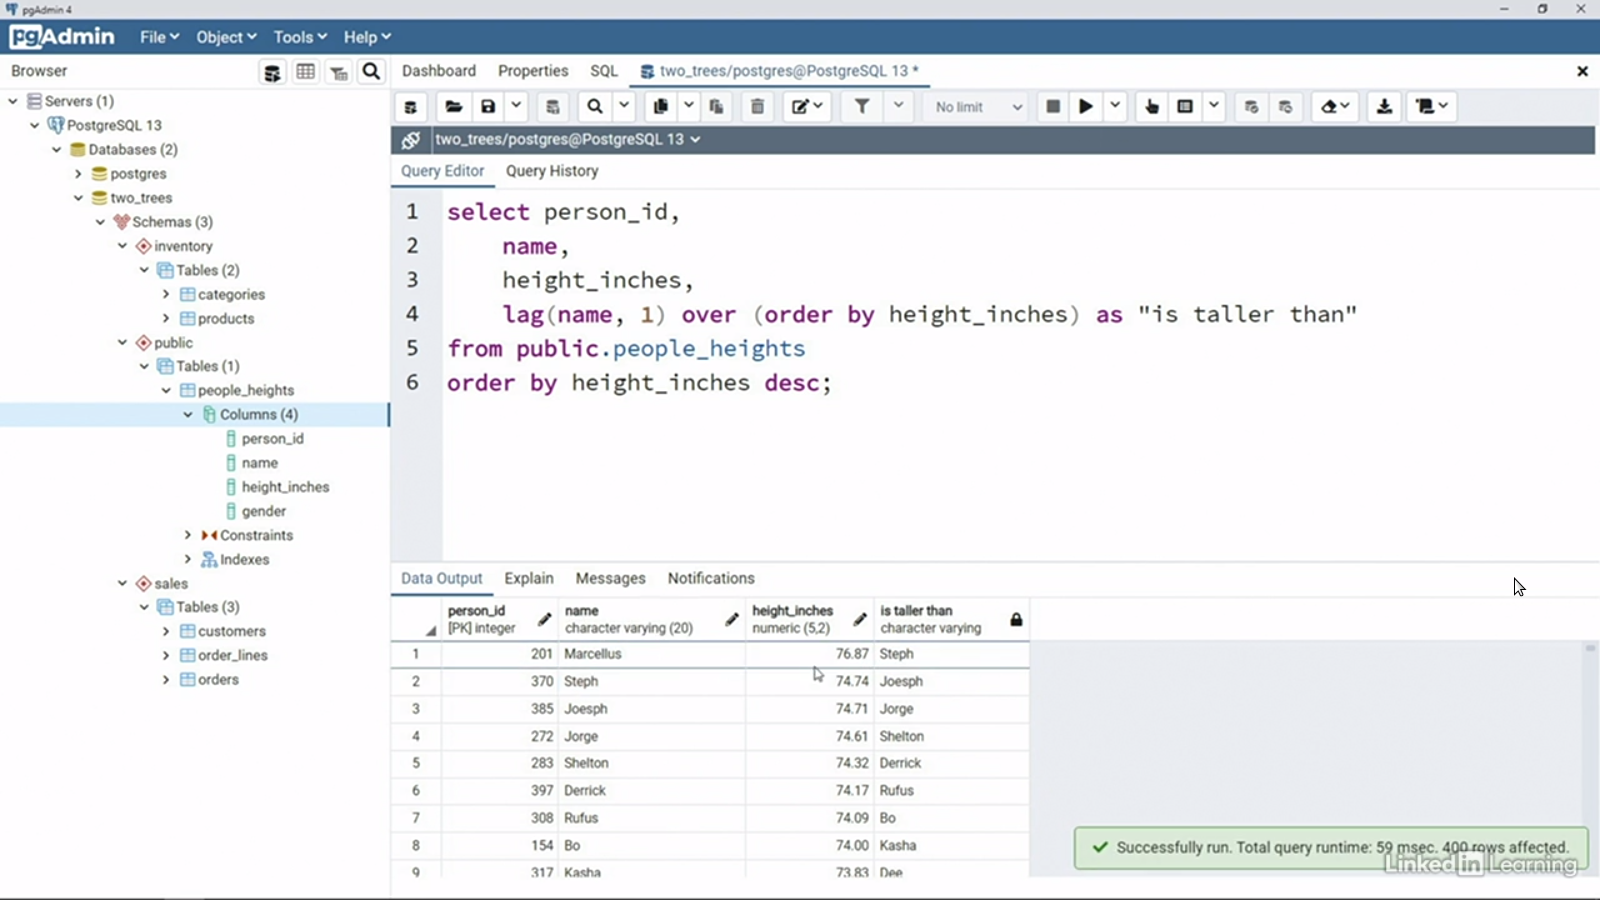 pgAdmin 4
pgAdmin File Object Tools Help
Browser
Dashboard Properties SQL two_trees/postgres@PostgreSQL 13 *
Servers (1)
PostgreSQL 13
Databases (2)
postgres
two_trees
Schemas (3)
inventory
Tables (2)
categories
products
public
Tables (1)
people_heights
Columns (4)
person_id
name
height_inches
gender
Constraints
Indexes
sales
Tables (3)
customers
order_lines
orders
No limit
two_trees/postgres@PostgreSQL 13
Query Editor Query History
1 select person_id,
2 name,
3 height_inches,
4 lag(name, 1) over (order by height_inches) as "is taller than"
5 from public.people_heights
6 order by height_inches desc;
Data Output Explain Messages Notifications
person_id name height_inches is taller than
[PK] integer character varying (20) numeric (5,2) character varying
1 201 Marcellus 76.87 Steph
2 370 Steph 74.74 Joesph
3 385 Joesph 74.71 Jorge
4 272 Jorge 74.61 Shelton
5 283 Shelton 74.32 Derrick
6 397 Derrick 74.17 Rufus
7 308 Rufus 74.09 Bo
8 154 Bo 74.00 Kasha
9 317 Kasha 73.83 Dee
Successfully run. Total query runtime: 59 msec. 400 rows affected.
Linked in Learning